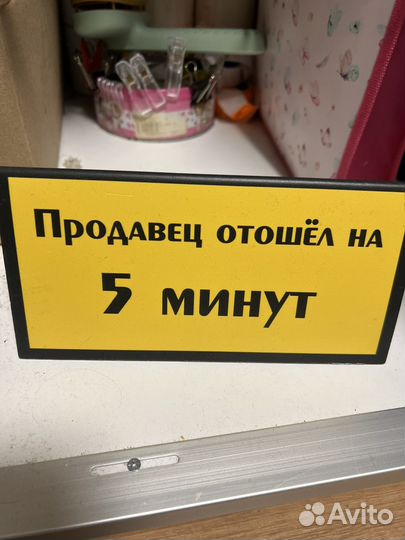 Продавец отошёл на
5 минут
Avito